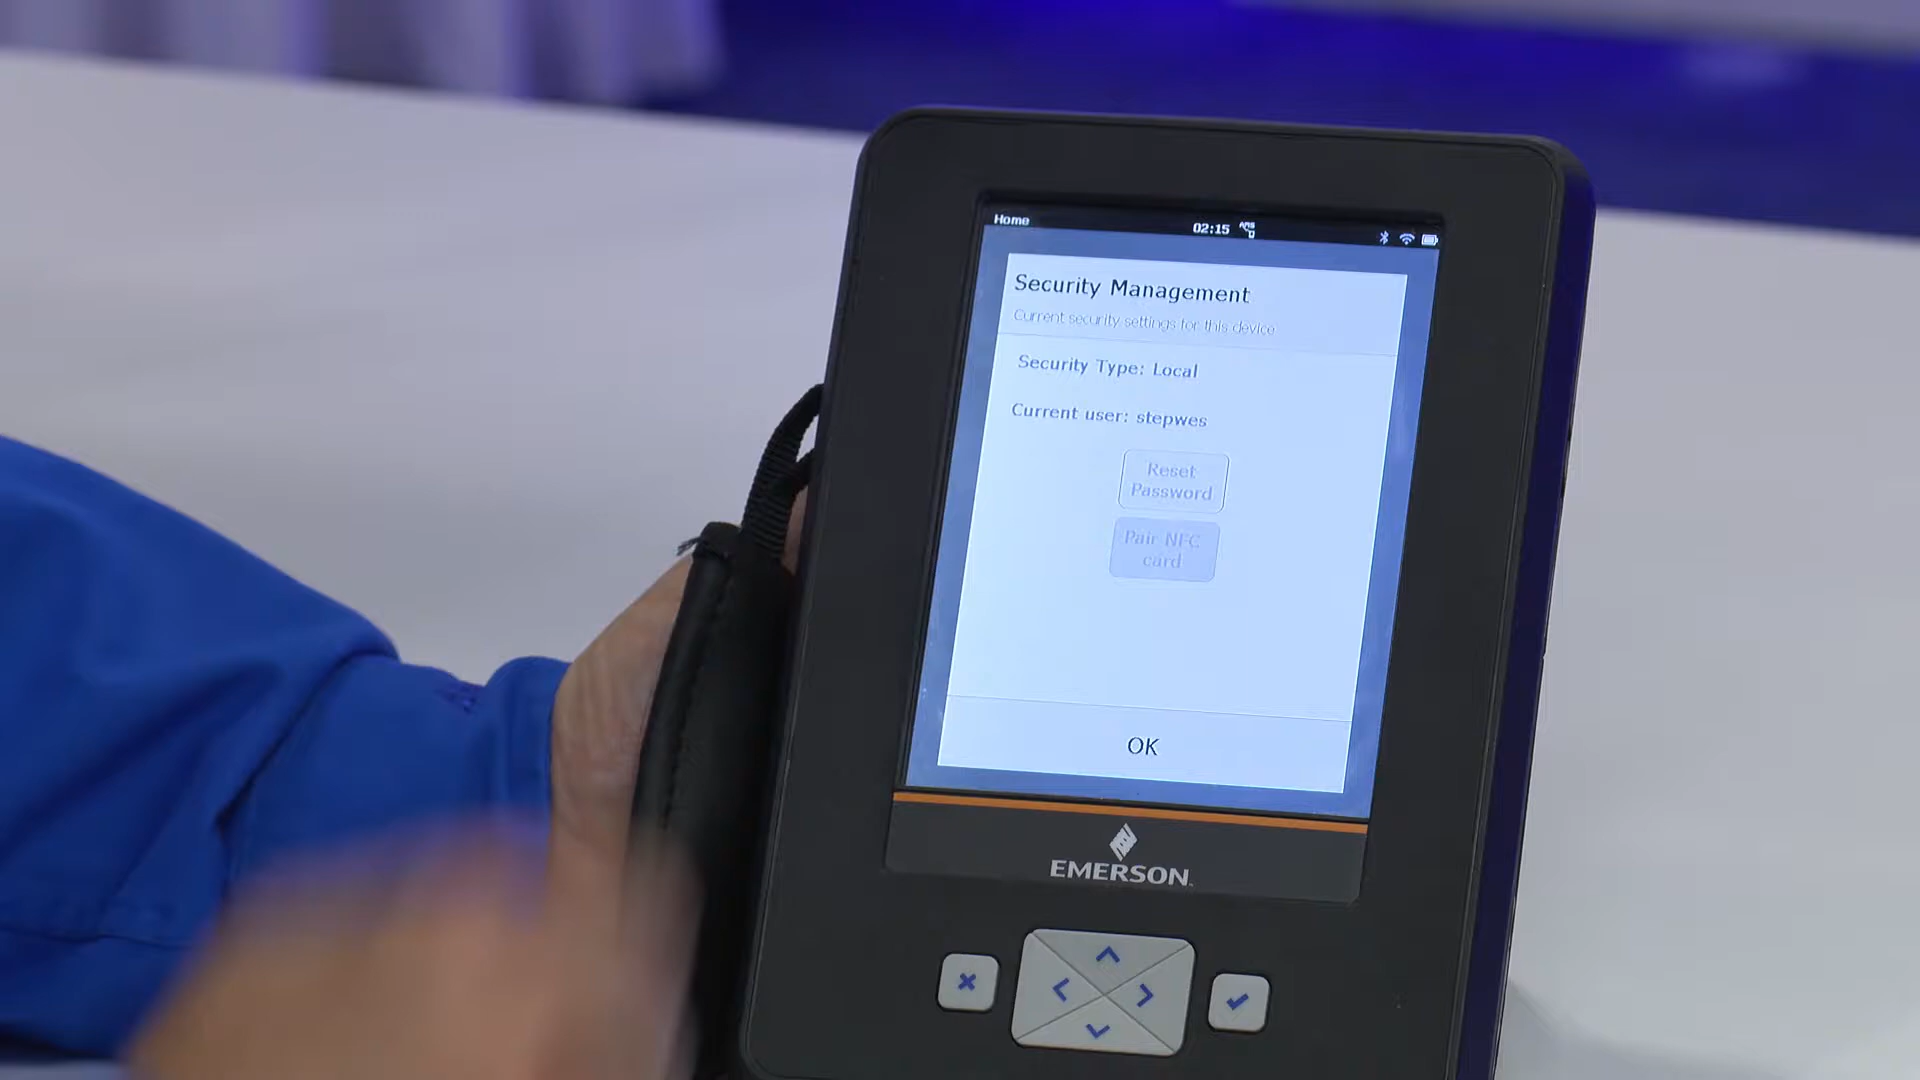 Home
02:15
AMS
Security Management
Current security settings for this device
Security Type: Local
Current user: stepwes
Reset
Password
Pair NFC
card
OK
EMERSON